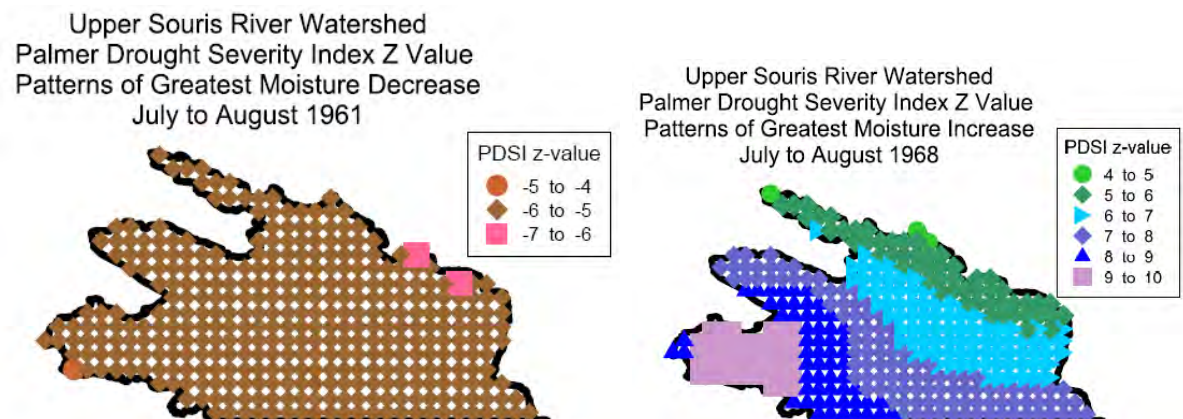 Upper Souris River Watershed
Palmer Drought Severity Index Z Value
Patterns of Greatest Moisture Decrease
July to August 1961
PDSI z-value
-5 to -4
-6 to -5
-7 to -6
Upper Souris River Watershed
Palmer Drought Severity Index Z Value
Patterns of Greatest Moisture Increase
July to August 1968
PDSI z-value
4 to 5
5 to 6
6 to 7
7 to 8
8 to 9
9 to 10